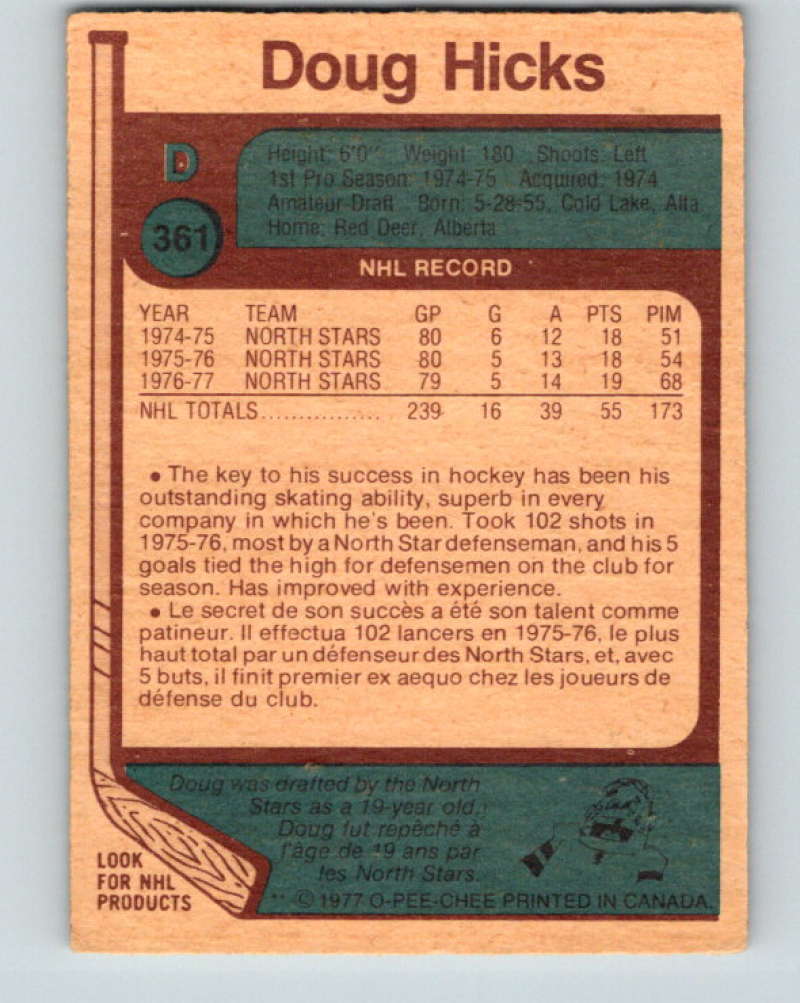 Doug Hicks
D
361
Height: 6'0" Weight: 180 Shoots: Left
1st Pro Season: 1974-75 Acquired: 1974
Amateur Draft Born: 5-28-55, Cold Lake, Alta.
Home: Red Deer, Alberta
NHL RECORD
YEAR TEAM GP G A PTS PIM
1974-75 NORTH STARS 80 6 12 18 51
1975-76 NORTH STARS 80 5 13 18 54
1976-77 NORTH STARS 79 5 14 19 68
NHL TOTALS................ 239 16 39 55 173
• The key to his success in hockey has been his
outstanding skating ability, superb in every
company in which he's been. Took 102 shots in
1975-76, most by a North Star defenseman, and his 5
goals tied the high for defensemen on the club for
season. Has improved with experience.
• Le secret de son succès a été son talent comme
patineur. Il effectua 102 lancers en 1975-76, le plus
haut total par un défenseur des North Stars, et, avec
5 buts, il finit premier ex aequo chez les joueurs de
défense du club.
Doug was drafted by the North
Stars as a 19-year old.
Doug fut repêché à
l'âge de 19 ans par
les North Stars.
LOOK
FOR NHL
PRODUCTS
** © 1977 O-PEE-CHEE PRINTED IN CANADA.